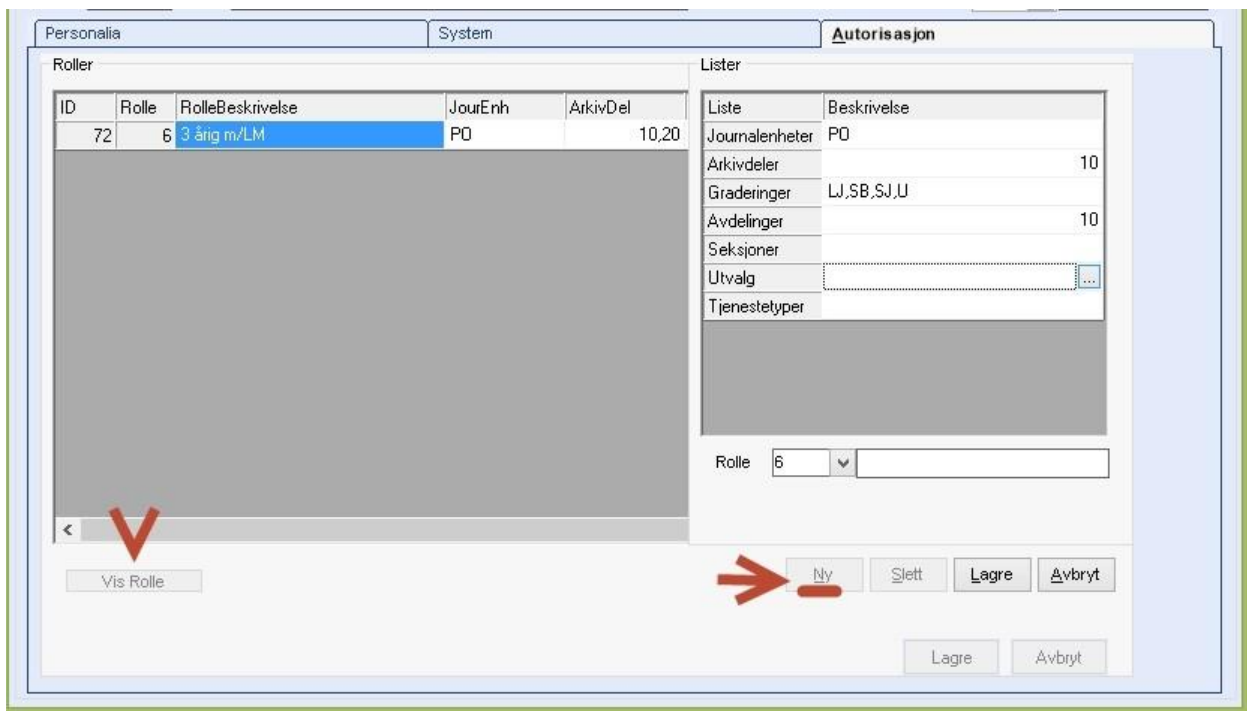 Personalia System Autorisasjon
Roller
ID Rolle RolleBeskrivelse JourEnh ArkivDel
72 6 3 årig m/LM PO 10,20
Lister
Liste Beskrivelse
Journalenheter PO
Arkivdeler 10
Graderinger LJ,SB,SJ,U
Avdelinger 10
Seksjoner
Utvalg ...
Tjenestetyper
Rolle 6
Vis Rolle
Ny Slett Lagre Avbryt
Lagre Avbryt